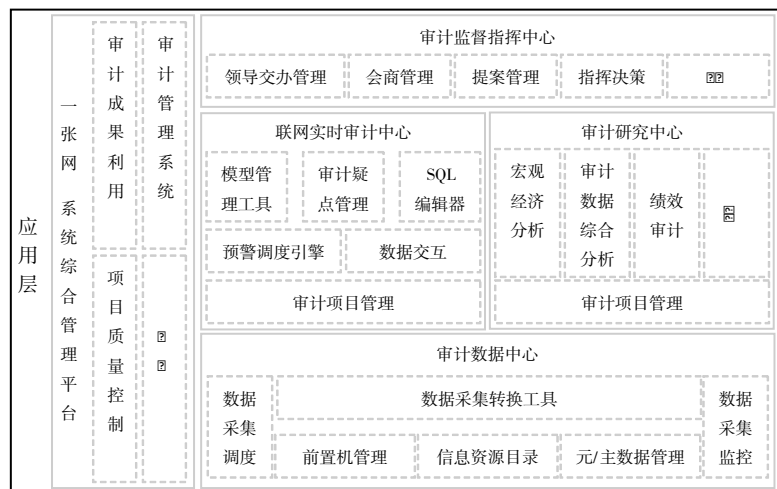 应用层
一张网 系统综合管理平台
审计成果利用
审计管理系统
项目质量控制
审计监督指挥中心
领导交办管理
会商管理
提案管理
指挥决策
联网实时审计中心
模型管
理工具
审计疑
点管理
SQL
编辑器
预警调度引擎
数据交互
审计项目管理
审计研究中心
宏观
经济
分析
审计
数据
综合
分析
绩效
审计
审计项目管理
审计数据中心
数据
采集
调度
数据采集转换工具
前置机管理
信息资源目录
元/主数据管理
数据
采集
监控